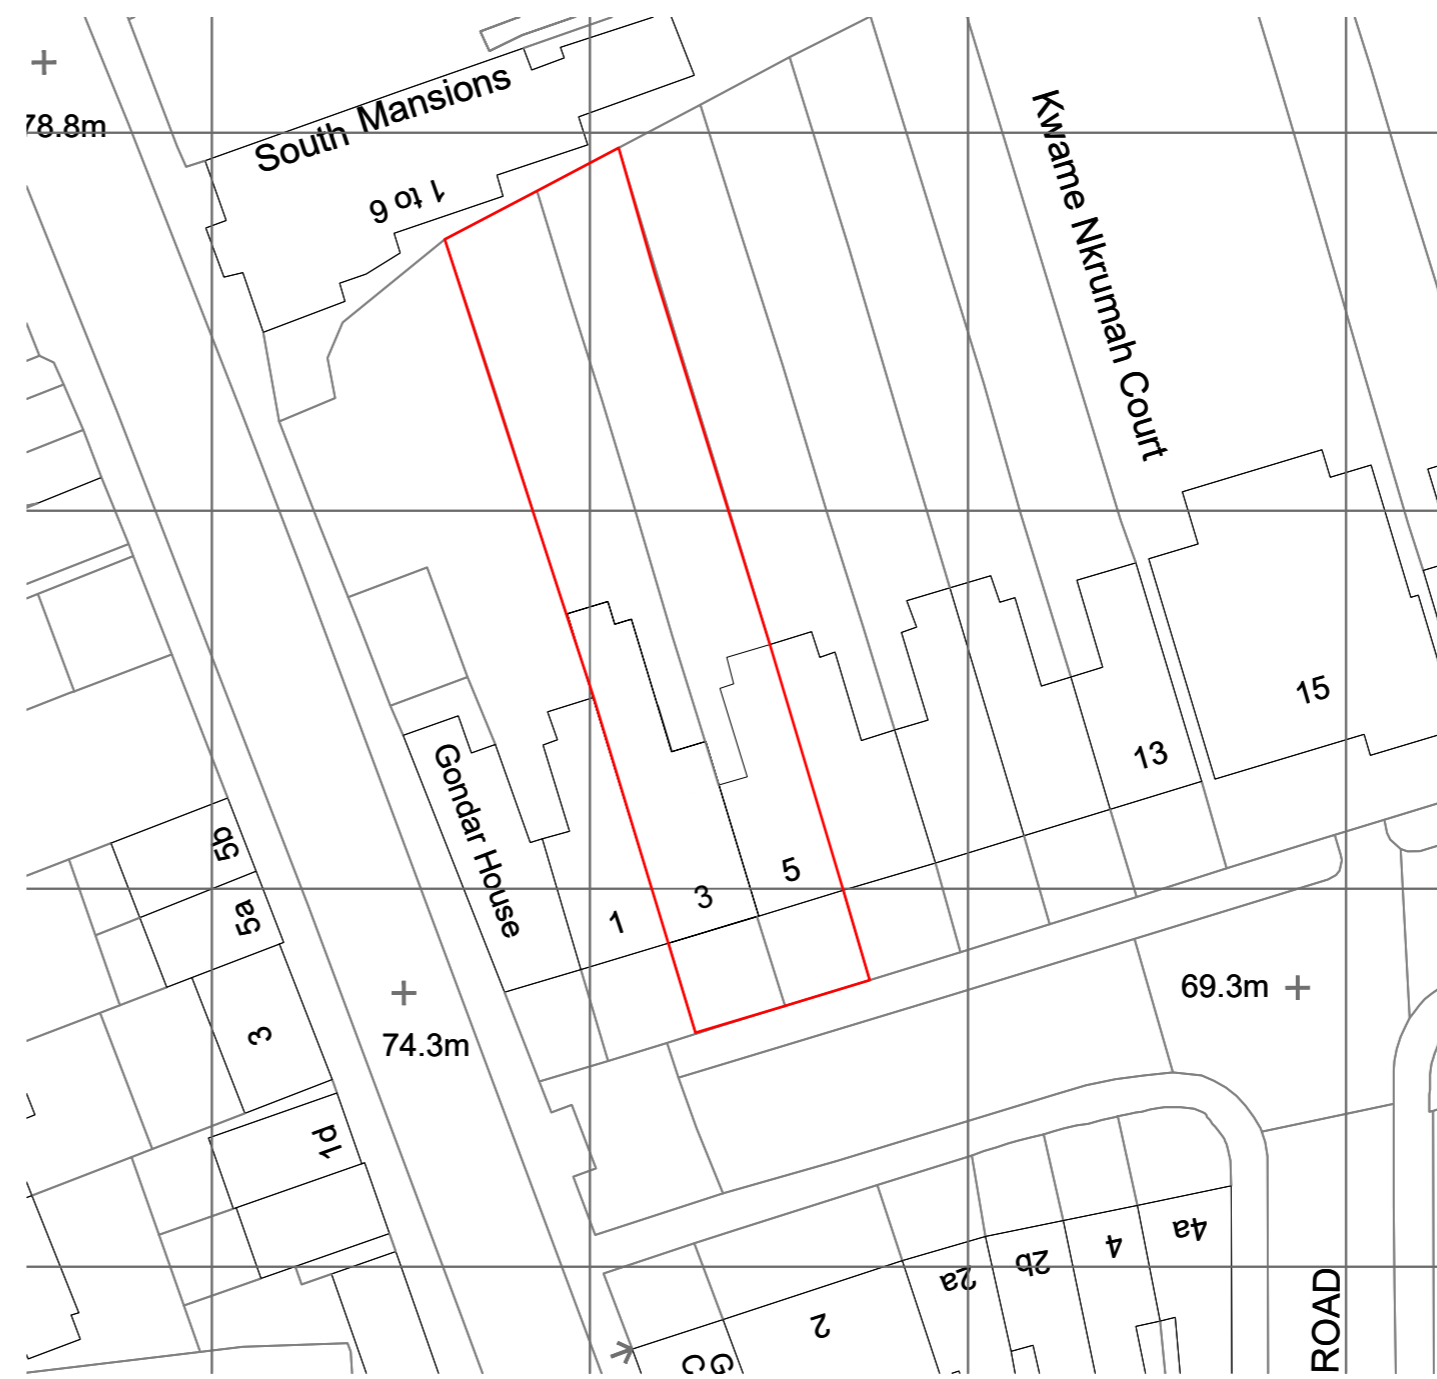 South Mansions
78.8m
1 to 6
Kwame Nkrumah Court
15
13
Gondar House
5b
5
3
5a
1
69.3m
3
74.3m
1d
4a
4
2b
2a
2
ROAD
G
C